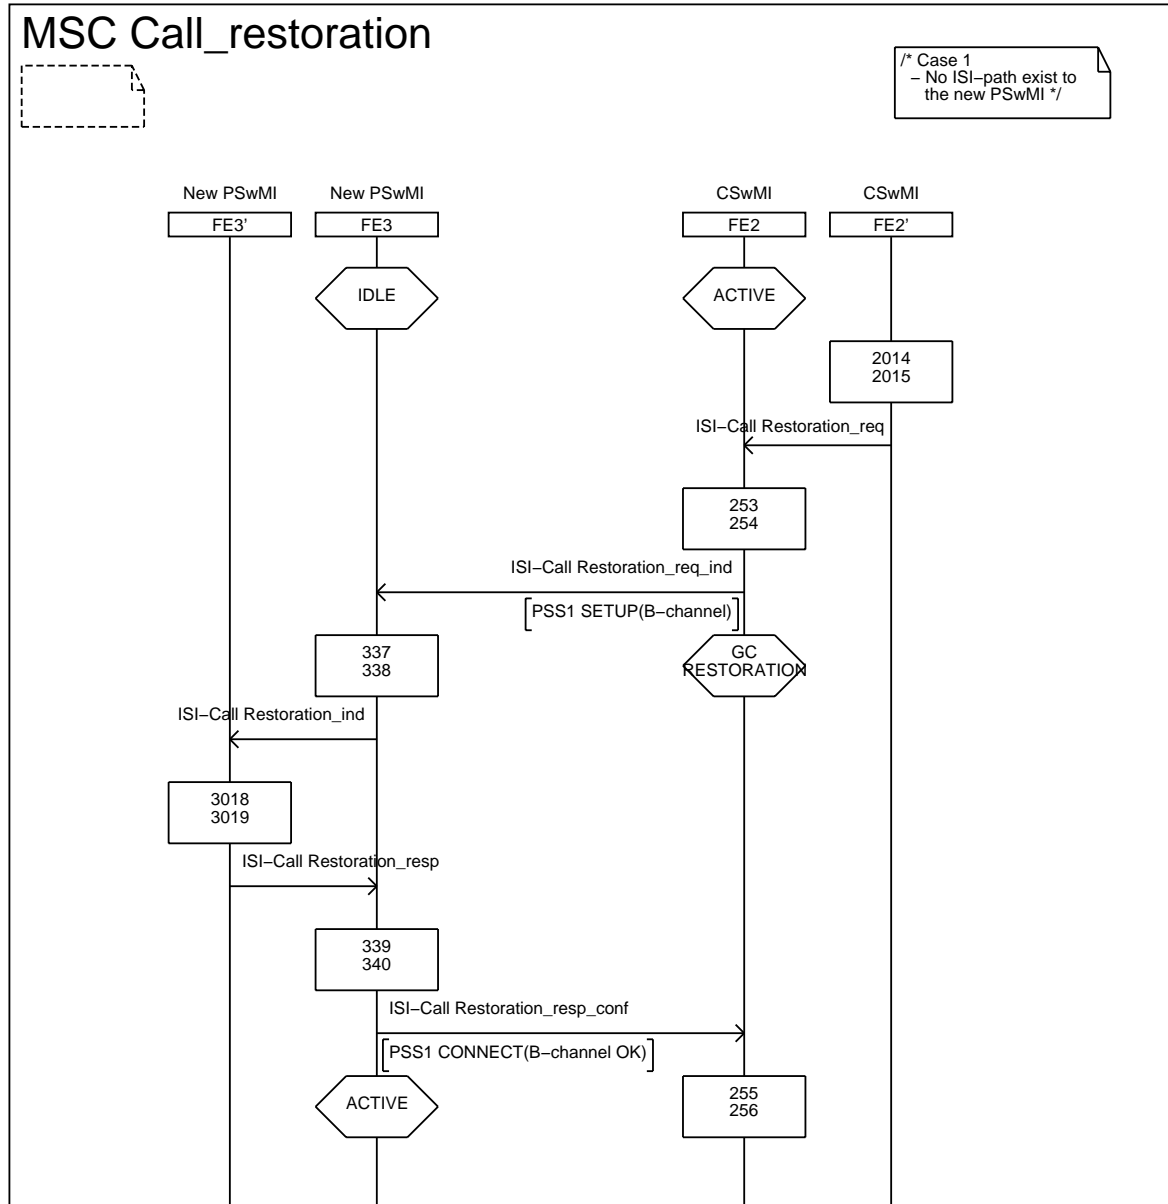 MSC Call_restoration
/* Case 1
– No ISI–path exist to
the new PSwMI */
New PSwMI
New PSwMI
CSwMI
CSwMI
FE3'
FE3
FE2
FE2'
IDLE
ACTIVE
2014
2015
ISI–Call Restoration_req
253
254
ISI–Call Restoration_req_ind
PSS1 SETUP(B–channel)
337
338
GC
RESTORATION
ISI–Call Restoration_ind
3018
3019
ISI–Call Restoration_resp
339
340
ISI–Call Restoration_resp_conf
PSS1 CONNECT(B–channel OK)
ACTIVE
255
256